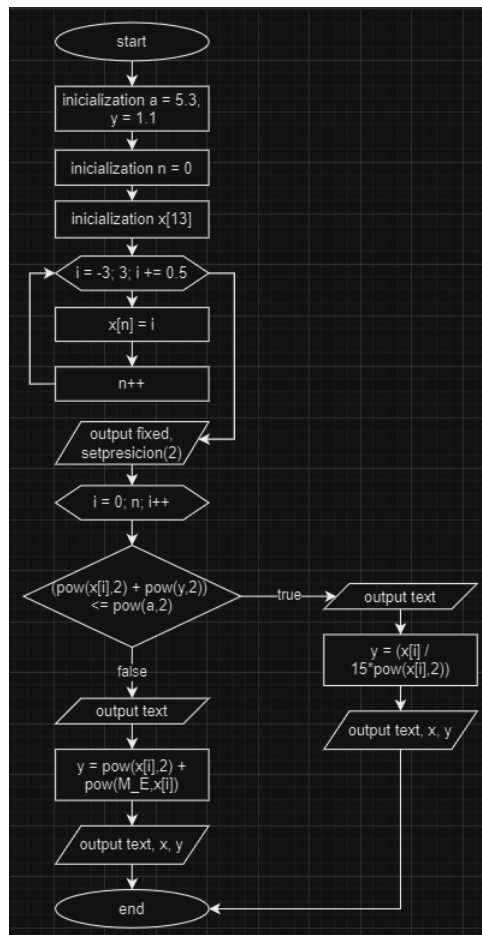 start
inicialization a = 5.3,
y = 1.1
inicialization n = 0
inicialization x[13]
i = -3; 3; i += 0.5
x[n] = i
n++
output fixed,
setpresicion(2)
i = 0; n; i++
(pow(x[i],2) + pow(y,2))
<= pow(a,2)
true
output text
y = (x[i] /
15*pow(x[i],2))
output text, x, y
false
output text
y = pow(x[i],2) +
pow(M_E,x[i])
output text, x, y
end